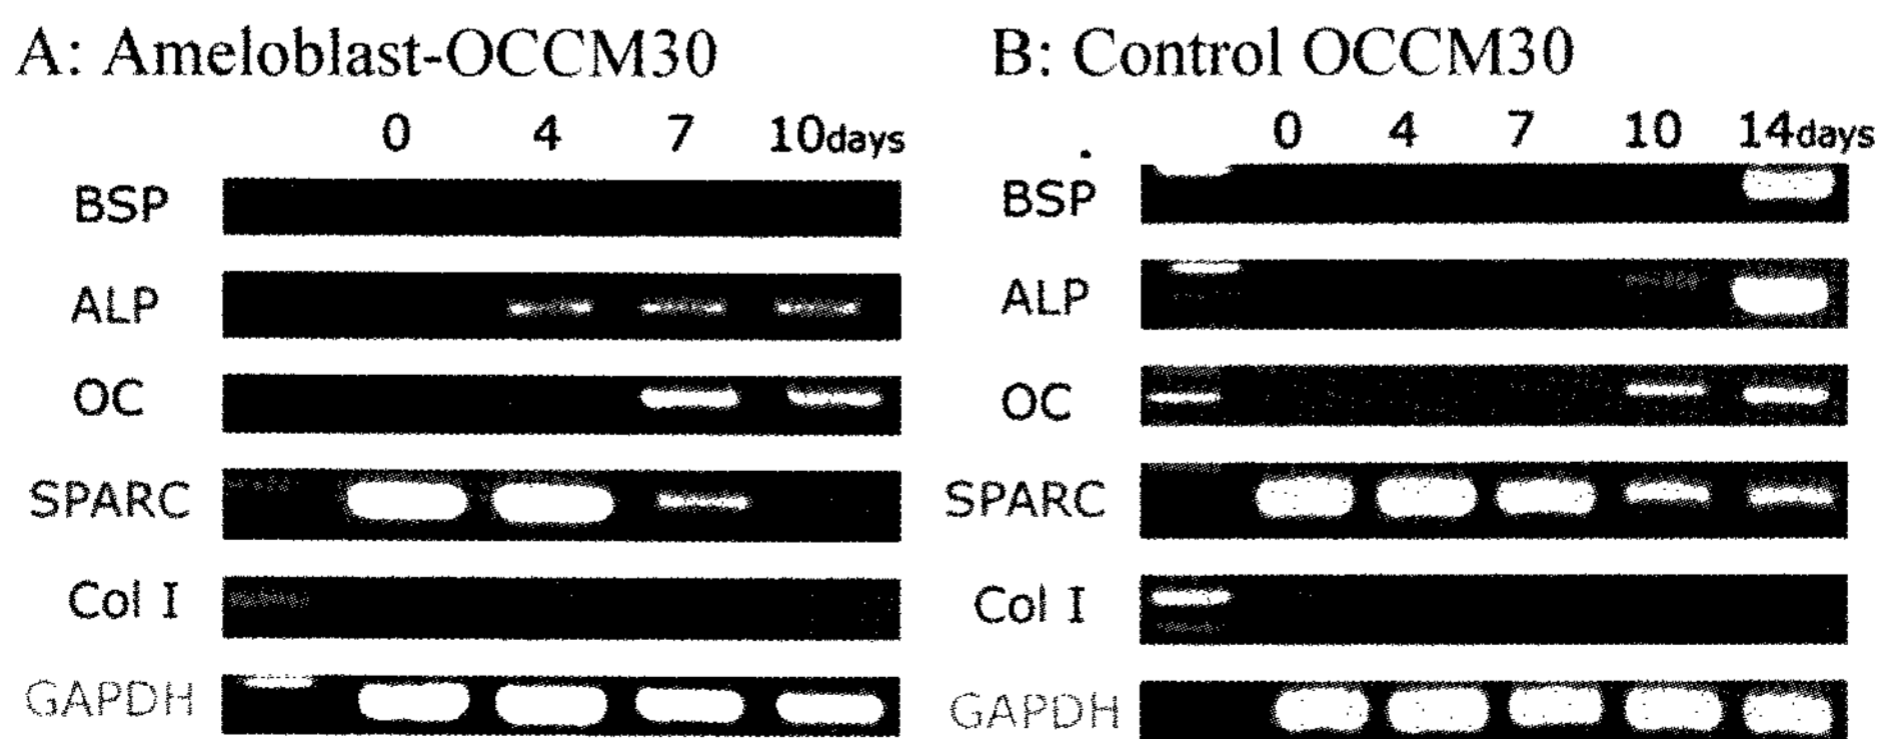 A: Ameloblast-OCCM30
0 4 7 10days
BSP
ALP
OC
SPARC
Col I
GAPDH
B: Control OCCM30
0 4 7 10 14days
BSP
ALP
OC
SPARC
Col I
GAPDH